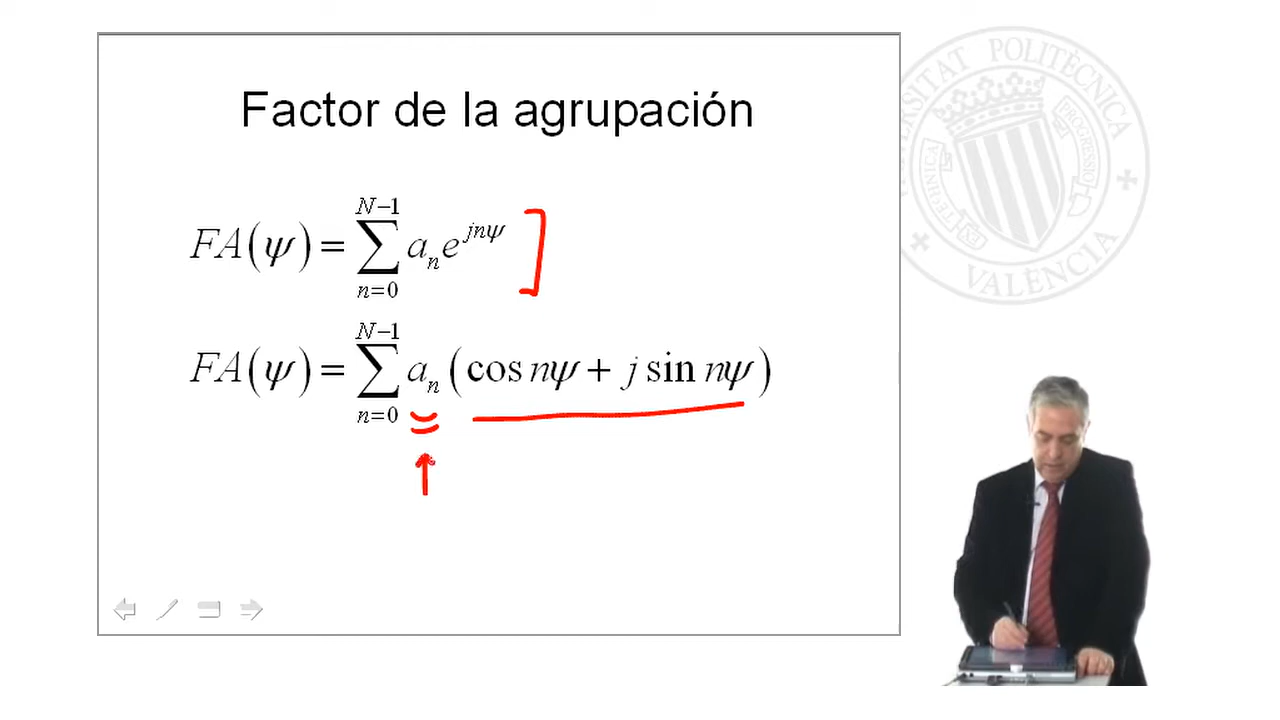 Factor de la agrupación
FA(ψ) = ∑_{n=0}^{N−1} a_n e^{jnψ}
FA(ψ) = ∑_{n=0}^{N−1} a_n (cos nψ + j sin nψ)
UNIVERSITAT POLITÈCNICA
DE VALÈNCIA